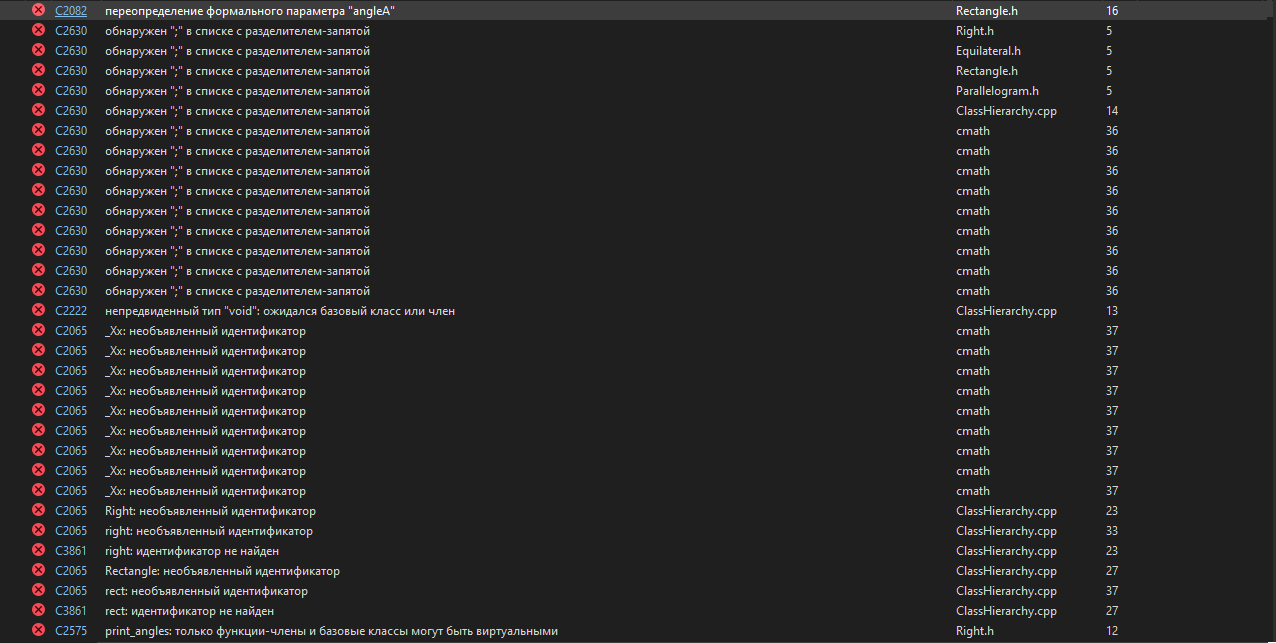 C2082 переопределение формального параметра "angleA" Rectangle.h 16
C2630 обнаружен ";" в списке с разделителем-запятой Right.h 5
C2630 обнаружен ";" в списке с разделителем-запятой Equilateral.h 5
C2630 обнаружен ";" в списке с разделителем-запятой Rectangle.h 5
C2630 обнаружен ";" в списке с разделителем-запятой Parallelogram.h 5
C2630 обнаружен ";" в списке с разделителем-запятой ClassHierarchy.cpp 14
C2630 обнаружен ";" в списке с разделителем-запятой cmath 36
C2630 обнаружен ";" в списке с разделителем-запятой cmath 36
C2630 обнаружен ";" в списке с разделителем-запятой cmath 36
C2630 обнаружен ";" в списке с разделителем-запятой cmath 36
C2630 обнаружен ";" в списке с разделителем-запятой cmath 36
C2630 обнаружен ";" в списке с разделителем-запятой cmath 36
C2630 обнаружен ";" в списке с разделителем-запятой cmath 36
C2630 обнаружен ";" в списке с разделителем-запятой cmath 36
C2630 обнаружен ";" в списке с разделителем-запятой cmath 36
C2222 непредвиденный тип "void": ожидался базовый класс или член ClassHierarchy.cpp 13
C2065 _Xx: необъявленный идентификатор cmath 37
C2065 _Xx: необъявленный идентификатор cmath 37
C2065 _Xx: необъявленный идентификатор cmath 37
C2065 _Xx: необъявленный идентификатор cmath 37
C2065 _Xx: необъявленный идентификатор cmath 37
C2065 _Xx: необъявленный идентификатор cmath 37
C2065 _Xx: необъявленный идентификатор cmath 37
C2065 _Xx: необъявленный идентификатор cmath 37
C2065 _Xx: необъявленный идентификатор cmath 37
C2065 Right: необъявленный идентификатор ClassHierarchy.cpp 23
C2065 right: необъявленный идентификатор ClassHierarchy.cpp 33
C3861 right: идентификатор не найден ClassHierarchy.cpp 23
C2065 Rectangle: необъявленный идентификатор ClassHierarchy.cpp 27
C2065 rect: необъявленный идентификатор ClassHierarchy.cpp 37
C3861 rect: идентификатор не найден ClassHierarchy.cpp 27
C2575 print_angles: только функции-члены и базовые классы могут быть виртуальными Right.h 12